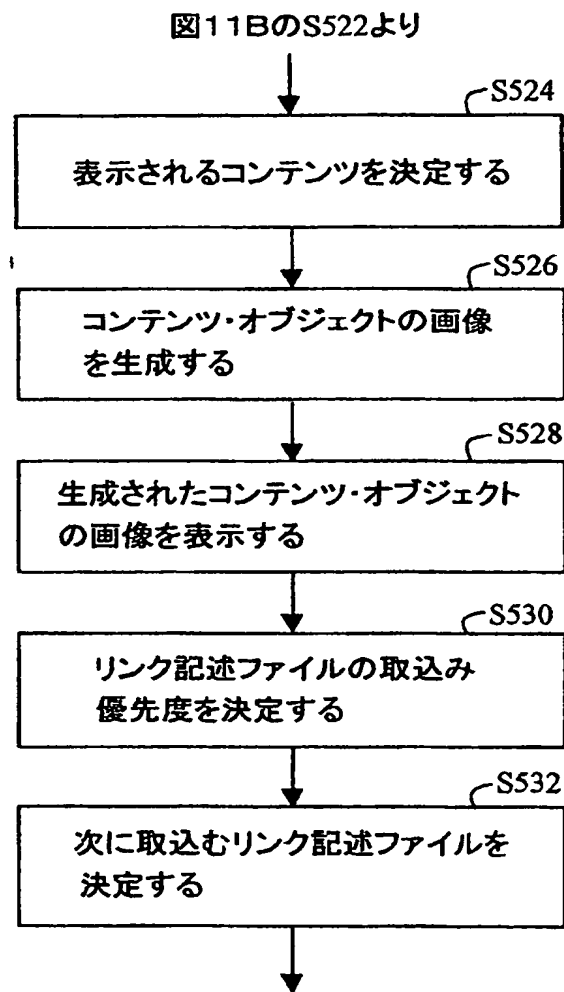 図11BのS522より
S524
表示されるコンテンツを決定する
S526
コンテンツ・オブジェクトの画像
を生成する
S528
生成されたコンテンツ・オブジェクト
の画像を表示する
S530
リンク記述ファイルの取込み
優先度を決定する
S532
次に取込むリンク記述ファイルを
決定する